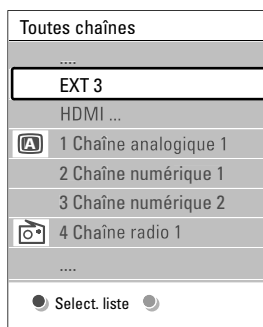 Toutes chaînes
....
EXT 3
HDMI ...
A 1 Chaîne analogique 1
2 Chaîne numérique 1
3 Chaîne numérique 2
4 Chaîne radio 1
....
Select. liste